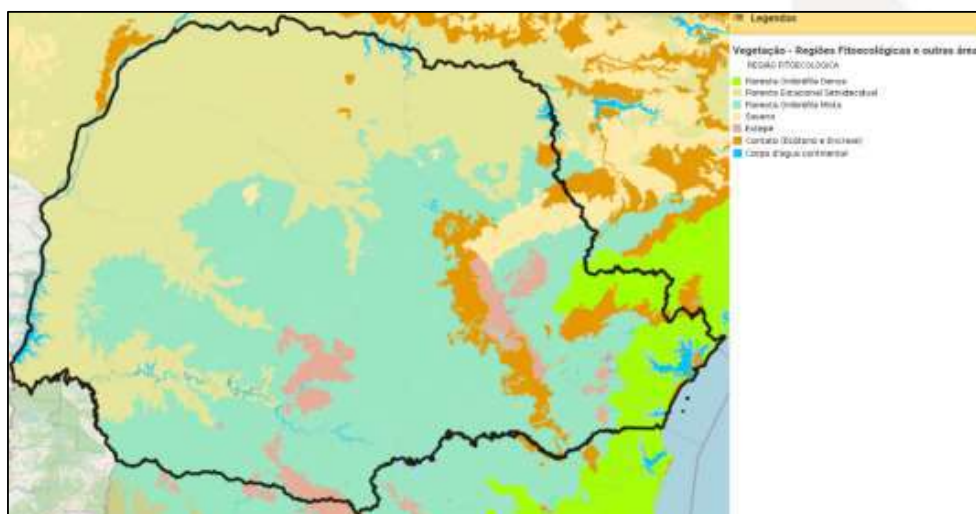 Legendas
Vegetação - Regiões Fitoecológicas e outras área
REGIÃO FITOECOLÓGICA
Floresta Ombrófila Densa
Floresta Estacional Semidecidual
Floresta Ombrófila Mista
Savana
Estepe
Contato (Ecótono e Encrave)
Corpo d'água continental